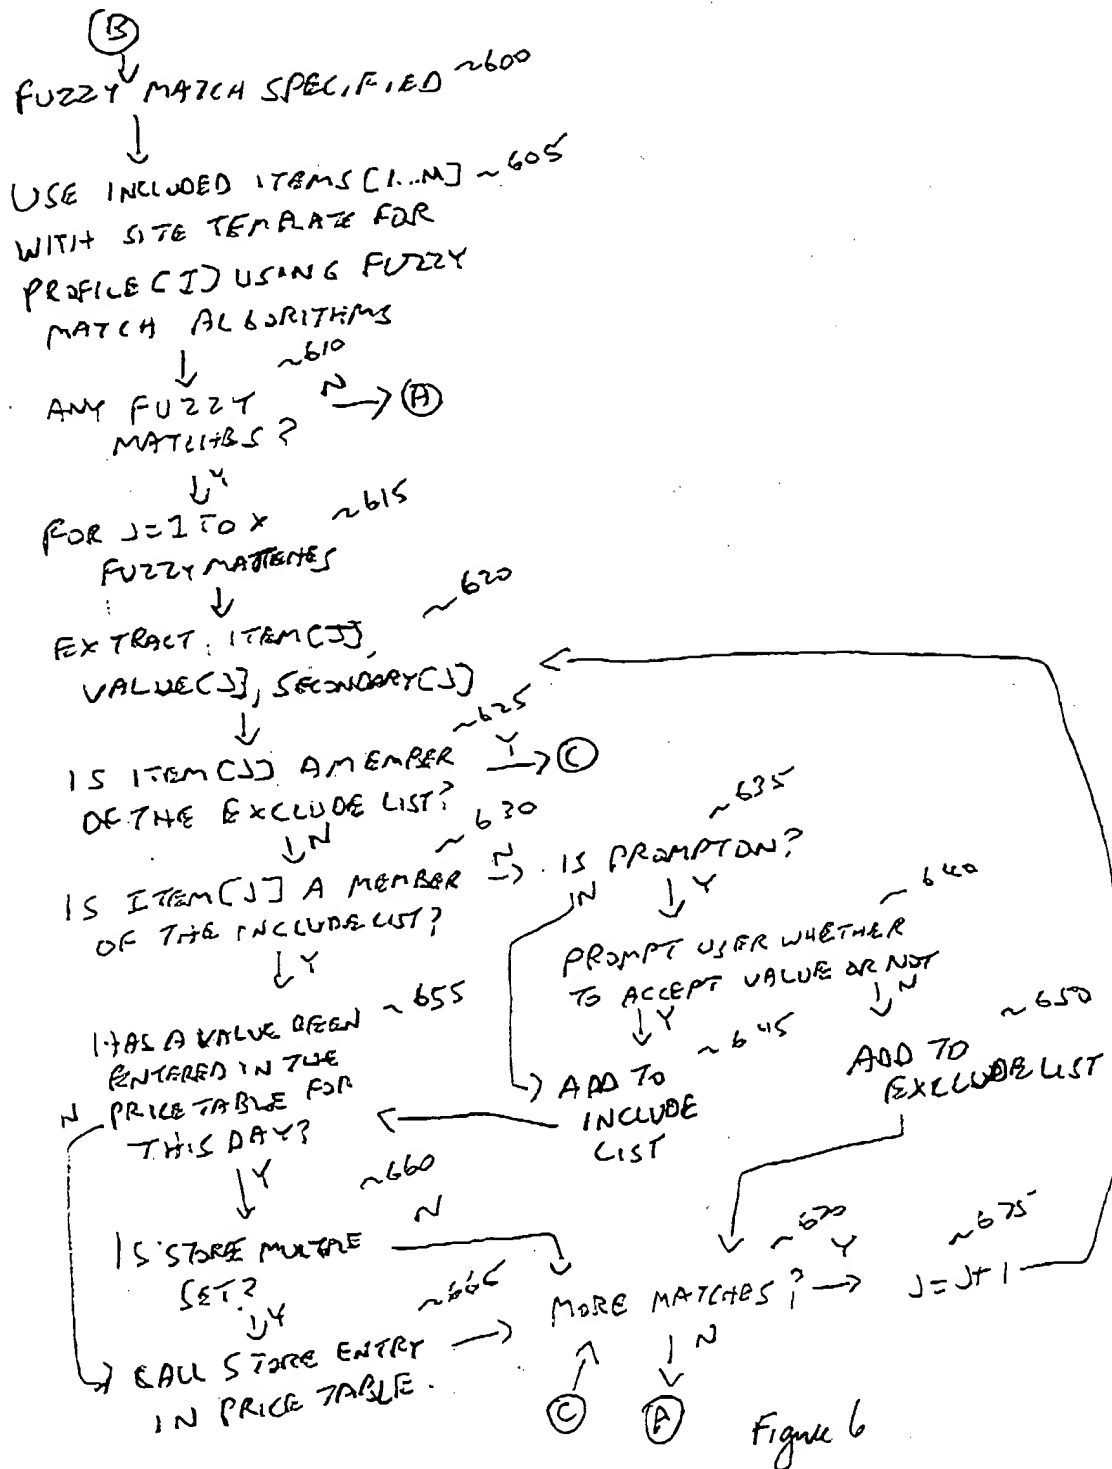 B
FUZZY MATCH SPECIFIED ~600
USE INCLUDED ITEMS [1...M] ~605
WITH SITE TEMPLATE FOR
PROFILE [I] USING FUZZY
MATCH ALGORITHMS
~610
ANY FUZZY N → A
MATCHES?
Y
FOR J=1 TO X ~615
FUZZY MATCHES
~620
EXTRACT ITEM[J],
VALUE[J], SECONDARY[J]
~625
IS ITEM[J] A MEMBER Y → C
OF THE EXCLUDE LIST?
N ~630
IS ITEM[J] A MEMBER N
OF THE INCLUDE LIST?
Y
~635
IS PROMPT ON?
N Y
~640
PROMPT USER WHETHER
TO ACCEPT VALUE OR NOT
Y N
~645
ADD TO
INCLUDE
LIST
~650
ADD TO
EXCLUDE LIST
HAS A VALUE BEEN ~655
ENTERED IN THE
N PRICE TABLE FOR
THIS DAY?
Y
~660
IS STORE MULTIPLE N
SET?
Y
~665
CALL STORE ENTRY
IN PRICE TABLE.
~670
MORE MATCHES? Y
N
~675
J=J+1
C
A
Figure 6